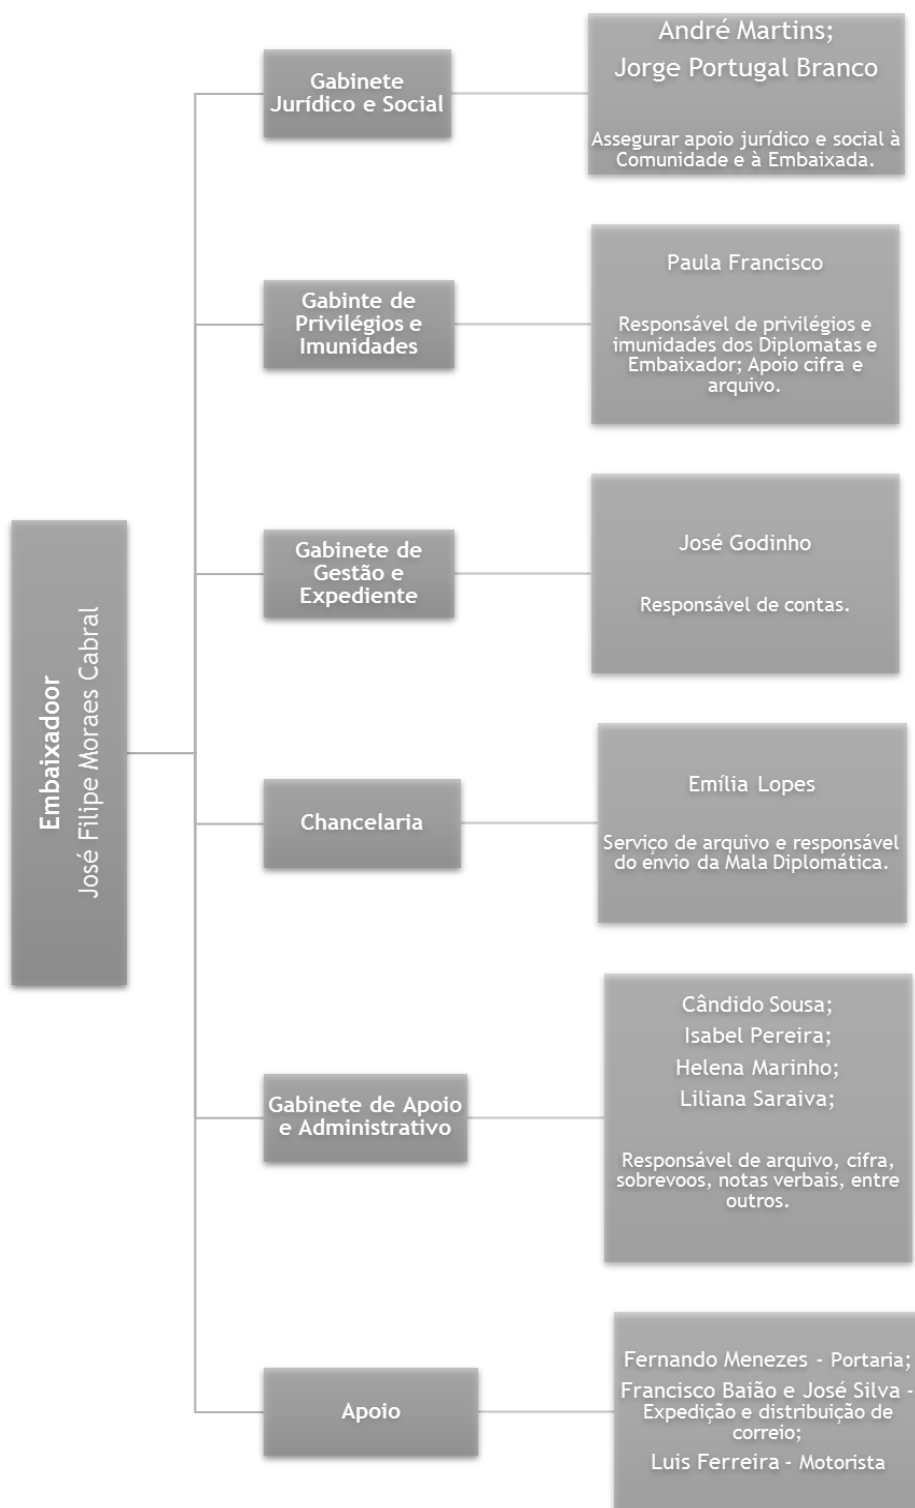 Gabinete
Jurídico e Social
André Martins;
Jorge Portugal Branco
Assegurar apoio jurídico e social à
Comunidade e à Embaixada.
Gabinte de
Privilégios e
Imunidades
Paula Francisco
Responsável de privilégios e
imunidades dos Diplomatas e
Embaixador; Apoio cifra e
arquivo.
Embaixadoor
José Filipe Moraes Cabral
Gabinete de
Gestão e
Expediente
José Godinho
Responsável de contas.
Chancelaria
Emília Lopes
Serviço de arquivo e responsável
do envio da Mala Diplomática.
Gabinete de Apoio
e Administrativo
Cândido Sousa;
Isabel Pereira;
Helena Marinho;
Liliana Saraiva;
Responsável de arquivo, cifra,
sobrevoos, notas verbais, entre
outros.
Apoio
Fernando Menezes - Portaria;
Francisco Baião e José Silva -
Expedição e distribuição de
correio;
Luis Ferreira - Motorista